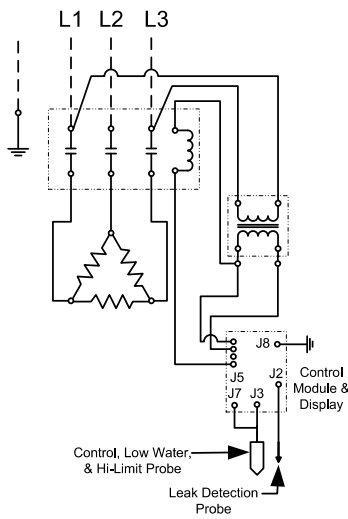 L1 L2 L3
J8
J5
J2
J7 J3
Control
Module &
Display
Control, Low Water,
& Hi-Limit Probe
Leak Detection
Probe